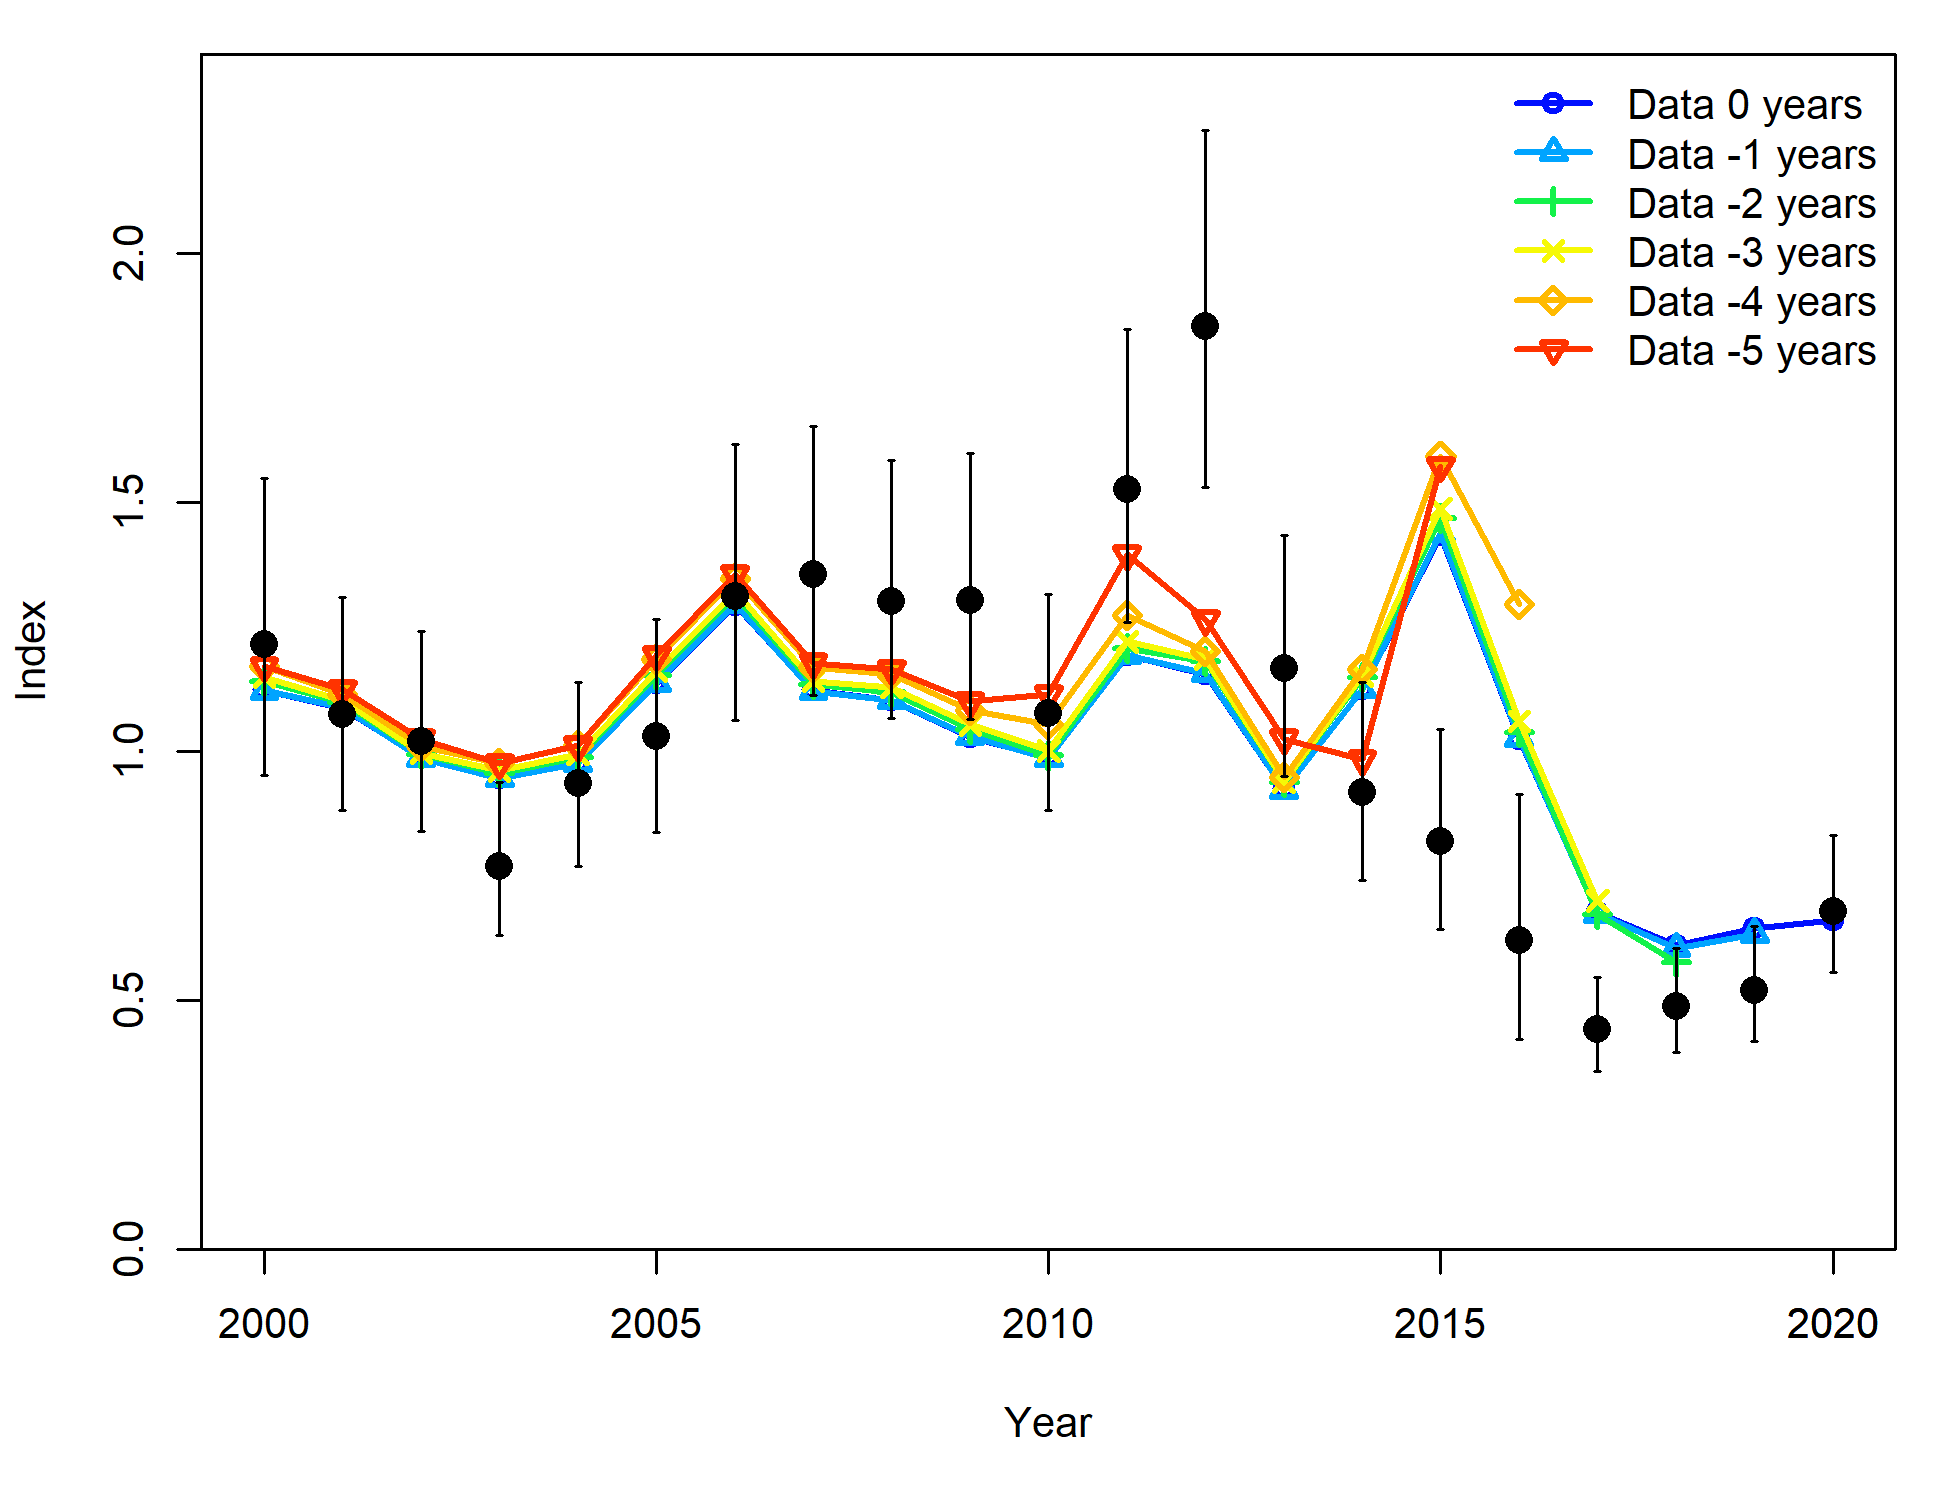 Data 0 years
Data -1 years
Data -2 years
Data -3 years
Data -4 years
Data -5 years
2.0
1.5
1.0
0.5
0.0
Index
2000 2005 2010 2015 2020
Year